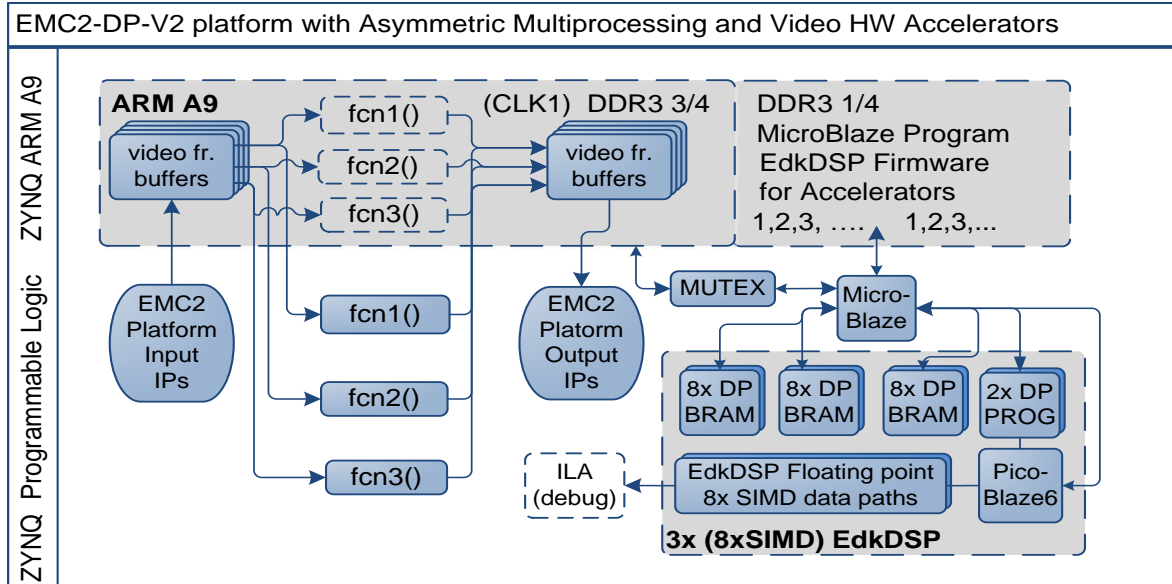 EMC2-DP-V2 platform with Asymmetric Multiprocessing and Video HW Accelerators
ZYNQ ARM A9
ARM A9
(CLK1) DDR3 3/4
video fr.
buffers
fcn1()
fcn2()
fcn3()
video fr.
buffers
DDR3 1/4
MicroBlaze Program
EdkDSP Firmware
for Accelerators
1,2,3, .... 1,2,3,...
ZYNQ Programmable Logic
EMC2
Platform
Input
IPs
fcn1()
fcn2()
fcn3()
EMC2
Platorm
Output
IPs
MUTEX
Micro-
Blaze
8x DP
BRAM
8x DP
BRAM
8x DP
BRAM
2x DP
PROG
ILA
(debug)
EdkDSP Floating point
8x SIMD data paths
Pico-
Blaze6
3x (8xSIMD) EdkDSP